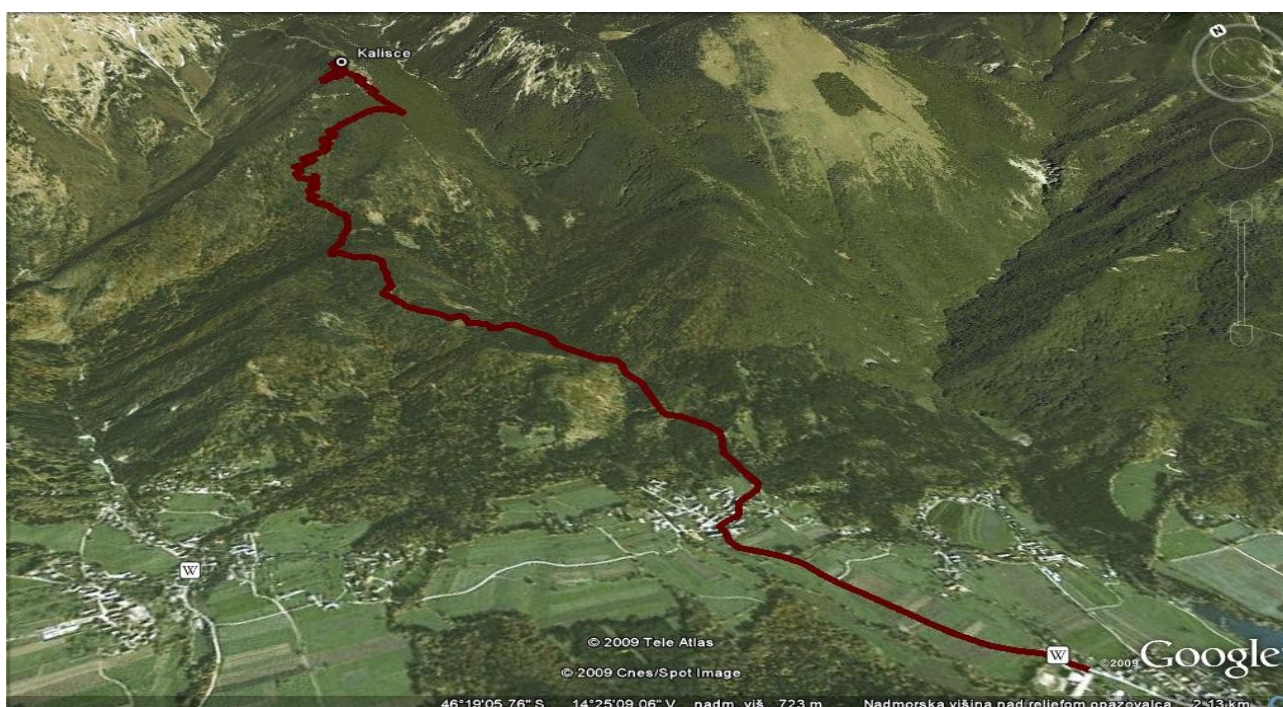 N
Kalisce
W
© 2009 Tele Atlas
© 2009 Cnes/Spot Image
W
©2009 Google
46°19'05.76" S 14°25'09.06" V nadm. viš. 723 m Nadmorska višina nad reliefom opazovalca 2.13 km